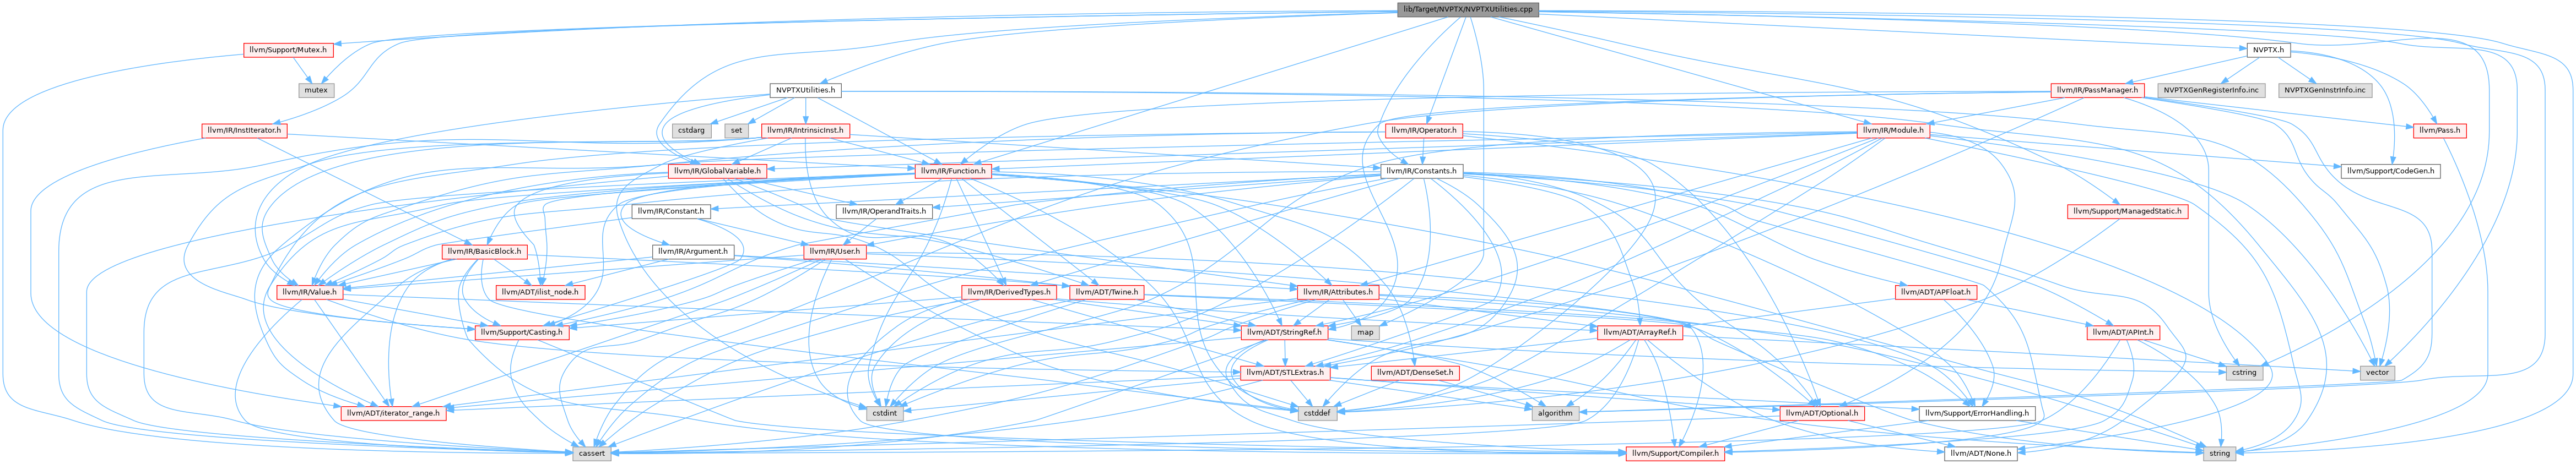 lib/Target/NVPTX/NVPTXUtilities.cpp
llvm/Support/Mutex.h
NVPTX.h
mutex
NVPTXUtilities.h
llvm/IR/PassManager.h
NVPTXGenRegisterInfo.inc
NVPTXGenInstrInfo.inc
llvm/IR/InstIterator.h
cstdarg
set
llvm/IR/IntrinsicInst.h
llvm/IR/Operator.h
llvm/IR/Module.h
llvm/Pass.h
llvm/IR/GlobalVariable.h
llvm/IR/Function.h
llvm/IR/Constants.h
llvm/Support/CodeGen.h
llvm/IR/Constant.h
llvm/IR/OperandTraits.h
llvm/Support/ManagedStatic.h
llvm/IR/BasicBlock.h
llvm/IR/Argument.h
llvm/IR/User.h
llvm/IR/Value.h
llvm/ADT/ilist_node.h
llvm/IR/DerivedTypes.h
llvm/ADT/Twine.h
llvm/IR/Attributes.h
llvm/ADT/APFloat.h
llvm/Support/Casting.h
llvm/ADT/StringRef.h
map
llvm/ADT/ArrayRef.h
llvm/ADT/APInt.h
llvm/ADT/STLExtras.h
llvm/ADT/DenseSet.h
cstring
vector
llvm/ADT/iterator_range.h
cstdint
cstddef
algorithm
llvm/ADT/Optional.h
llvm/Support/ErrorHandling.h
cassert
llvm/Support/Compiler.h
llvm/ADT/None.h
string